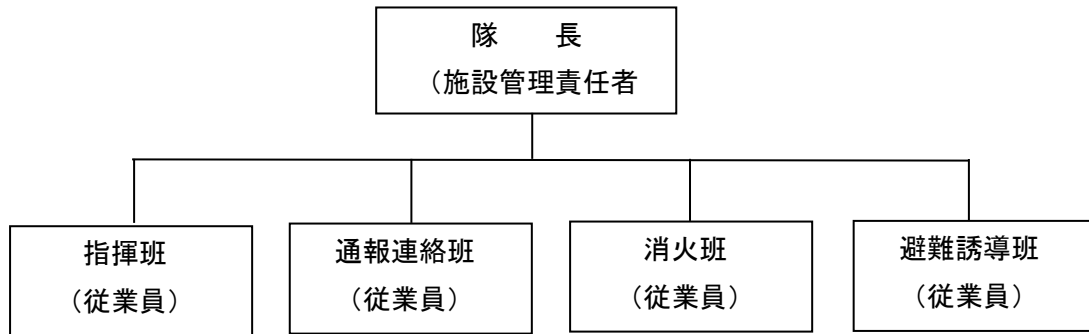 隊　　長
（施設管理責任者
指揮班
（従業員）
通報連絡班
（従業員）
消火班
（従業員）
避難誘導班
（従業員）